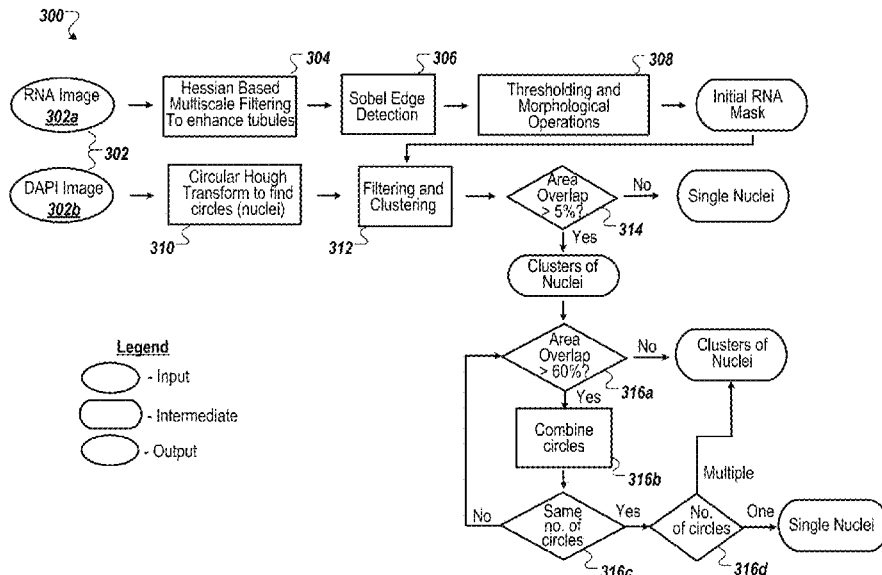 300
304
306
308
RNA Image
302a
Hessian Based
Multiscale Filtering
To enhance tubules
Sobel Edge
Detection
Thresholding and
Morphological
Operations
Initial RNA
Mask
302
DAPI Image
302b
Circular Hough
Transform to find
circles (nuclei)
Filtering and
Clustering
Area
Overlap
> 5%?
No
Single Nuclei
310
312
314
Yes
Clusters of
Nuclei
Area
Overlap
> 60%?
No
Clusters of
Nuclei
316a
Yes
Combine
circles
316b
Multiple
No
Same
no. of
circles
Yes
No.
of circles
One
Single Nuclei
316c
316d
Legend
- Input
- Intermediate
- Output